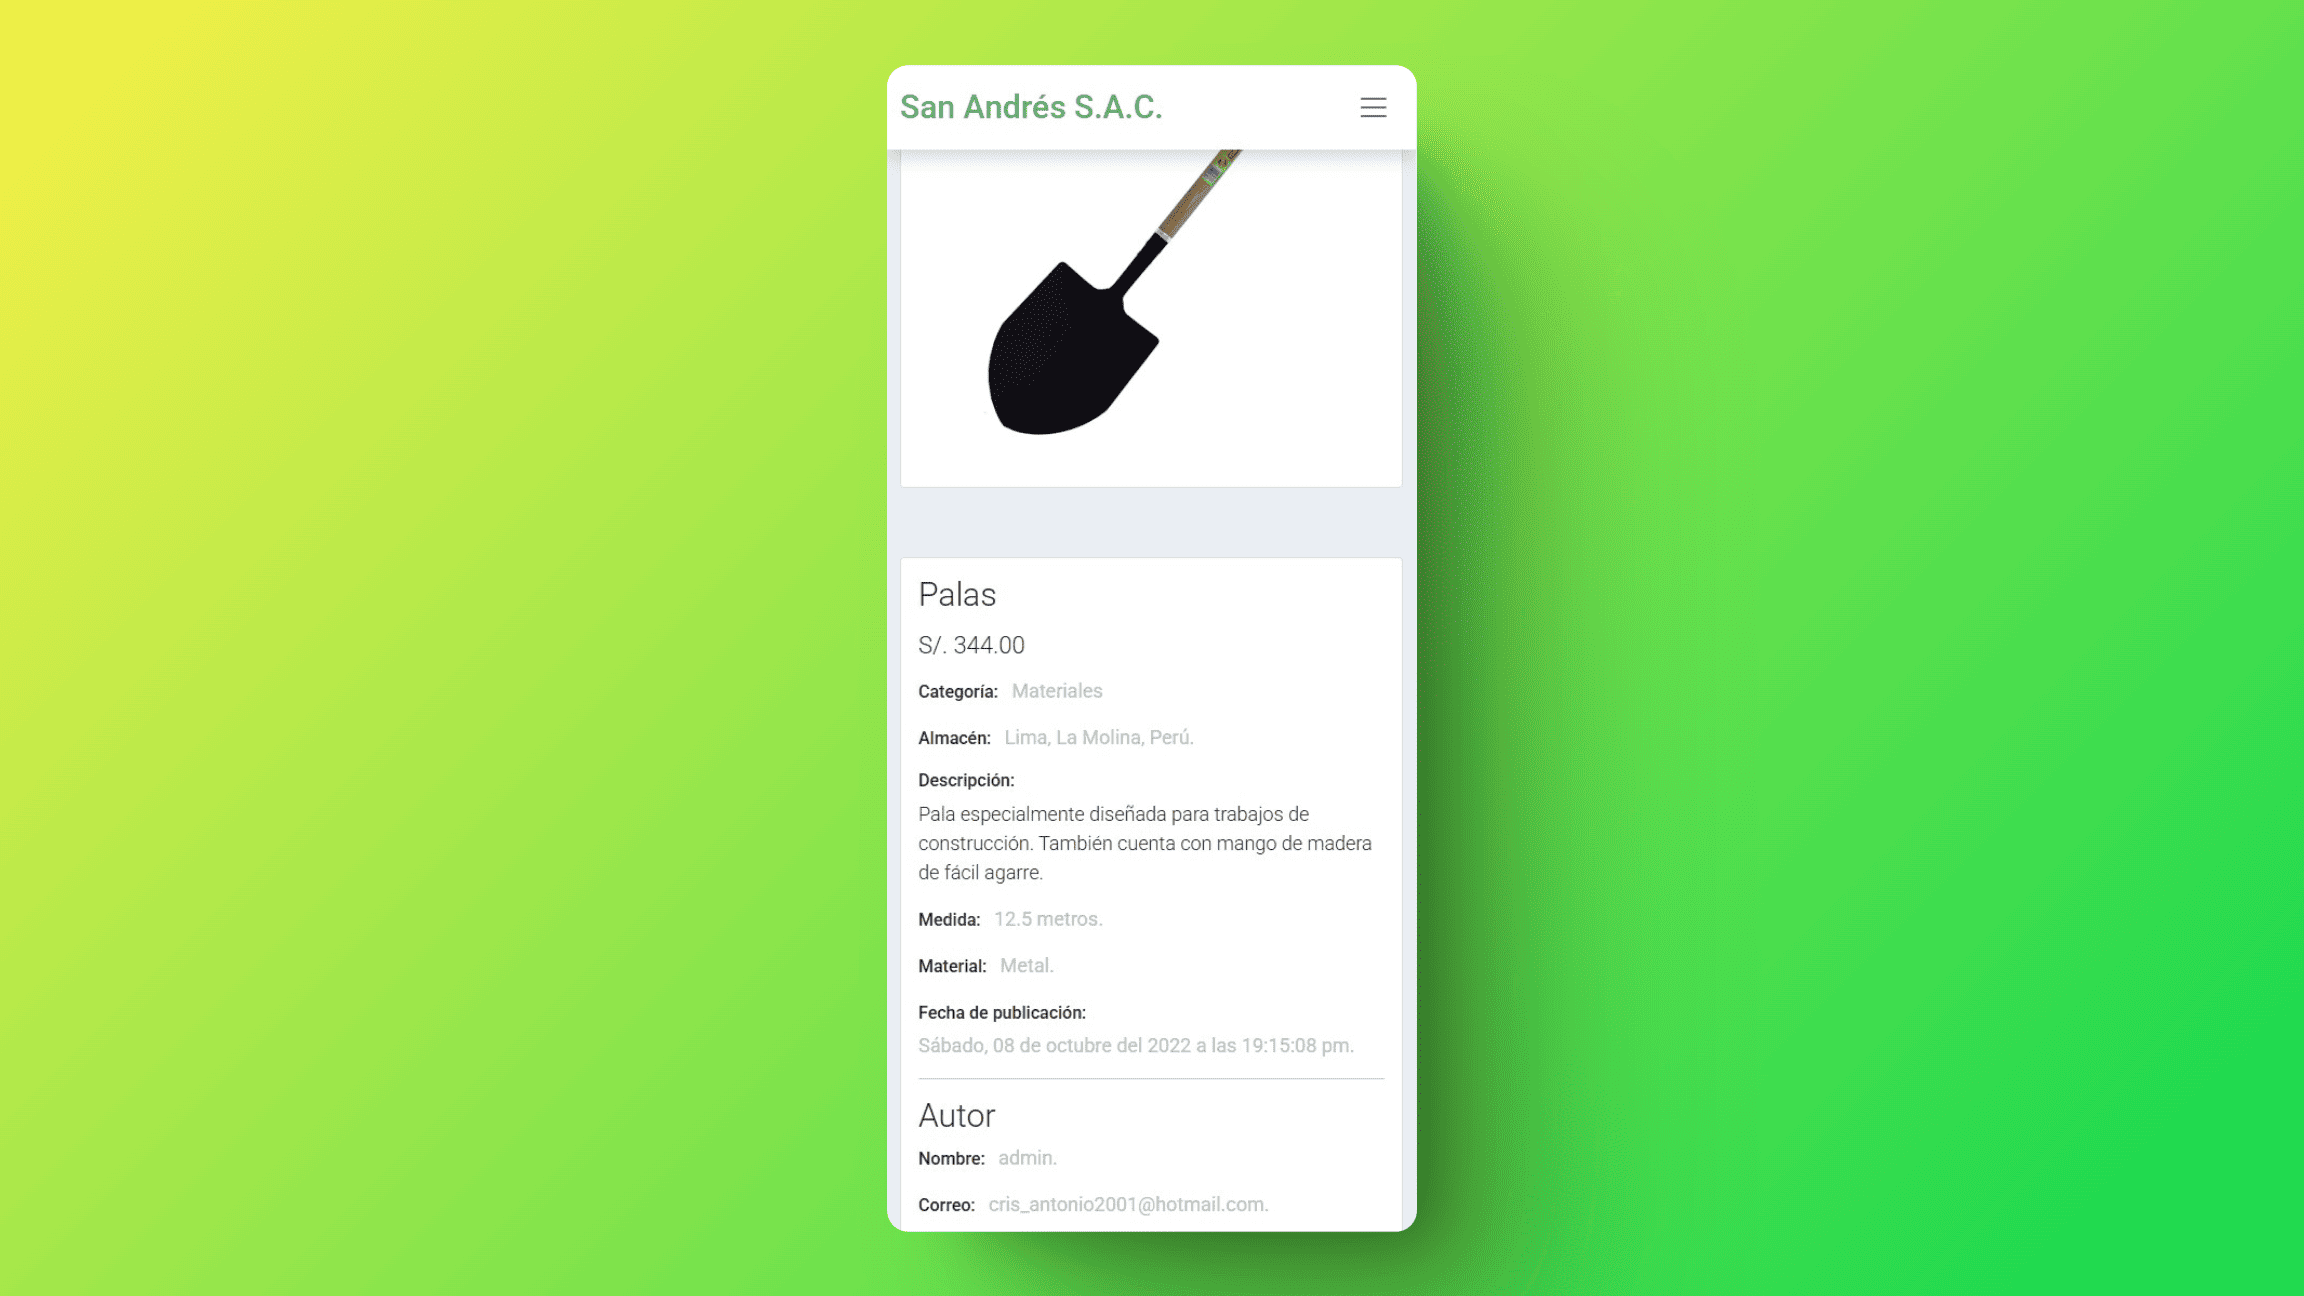 San Andrés S.A.C.
Palas
S/. 344.00
Categoría: Materiales
Almacén: Lima, La Molina, Perú.
Descripción:
Pala especialmente diseñada para trabajos de
construcción. También cuenta con mango de madera
de fácil agarre.
Medida: 12.5 metros.
Material: Metal.
Fecha de publicación:
Sábado, 08 de octubre del 2022 a las 19:15:08 pm.
Autor
Nombre: admin.
Correo: cris_antonio2001@hotmail.com.